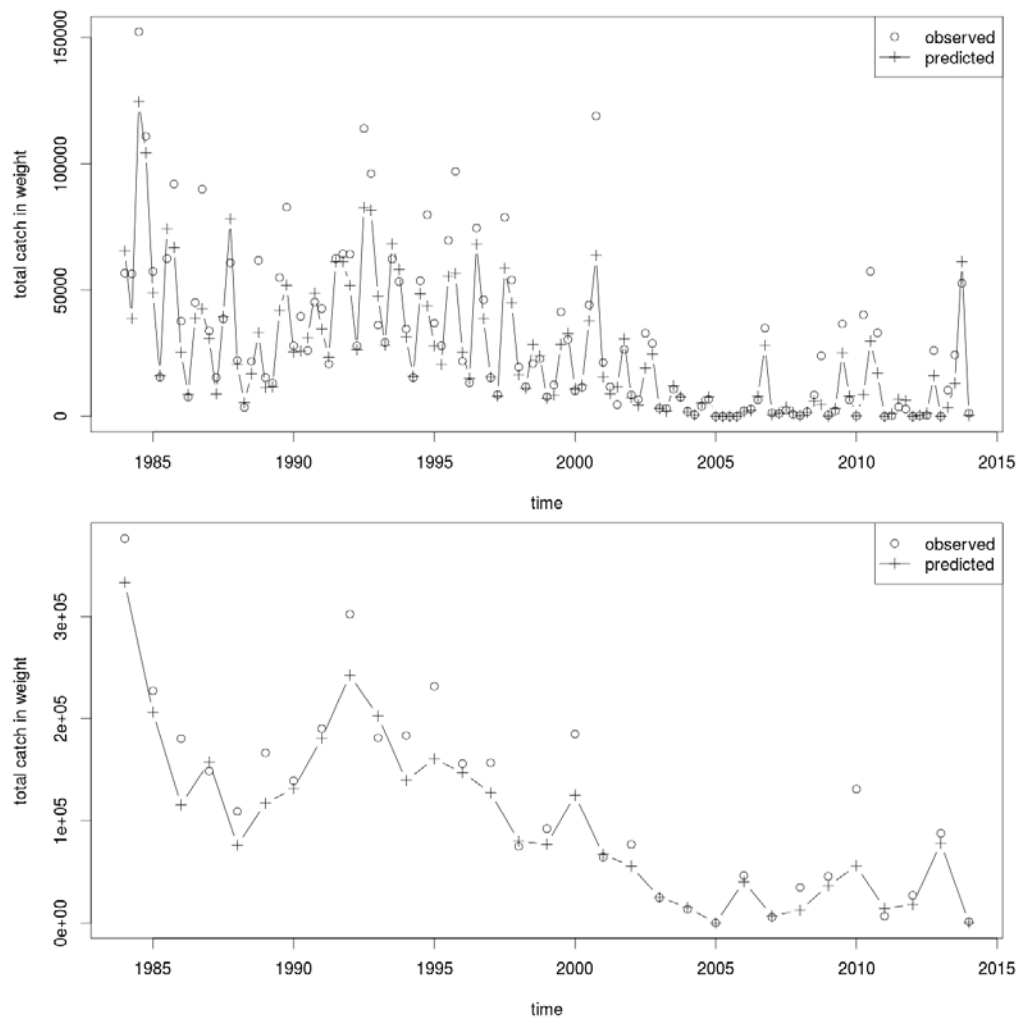 150000
100000
50000
0
total catch in weight
observed
predicted
1985 1990 1995 2000 2005 2010 2015
time
3e+05
2e+05
1e+05
0e+00
total catch in weight
observed
predicted
1985 1990 1995 2000 2005 2010 2015
time